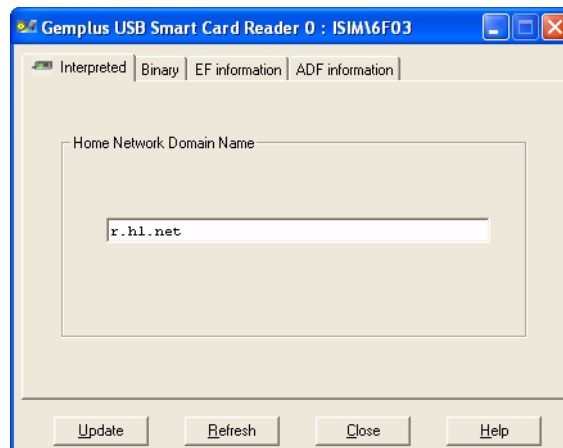 Gemplus USB Smart Card Reader 0 : ISIM\6F03
Interpreted Binary EF information ADF information
Home Network Domain Name
r.hl.net
Update Refresh Close Help